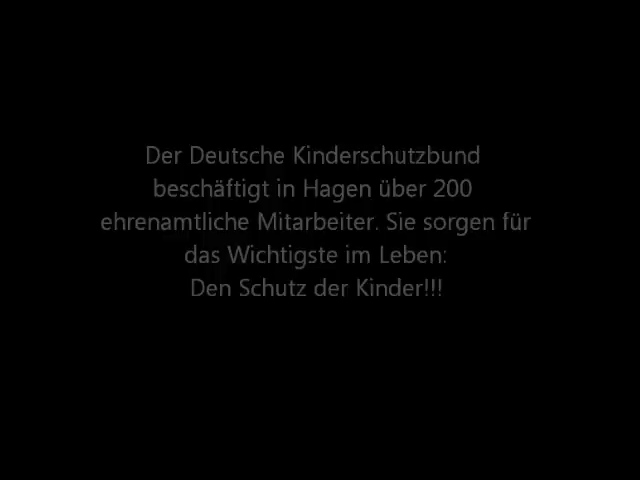 Der Deutsche Kinderschutzbund
beschäftigt in Hagen über 200
ehrenamtliche Mitarbeiter. Sie sorgen für
das Wichtigste im Leben:
Den Schutz der Kinder!!!